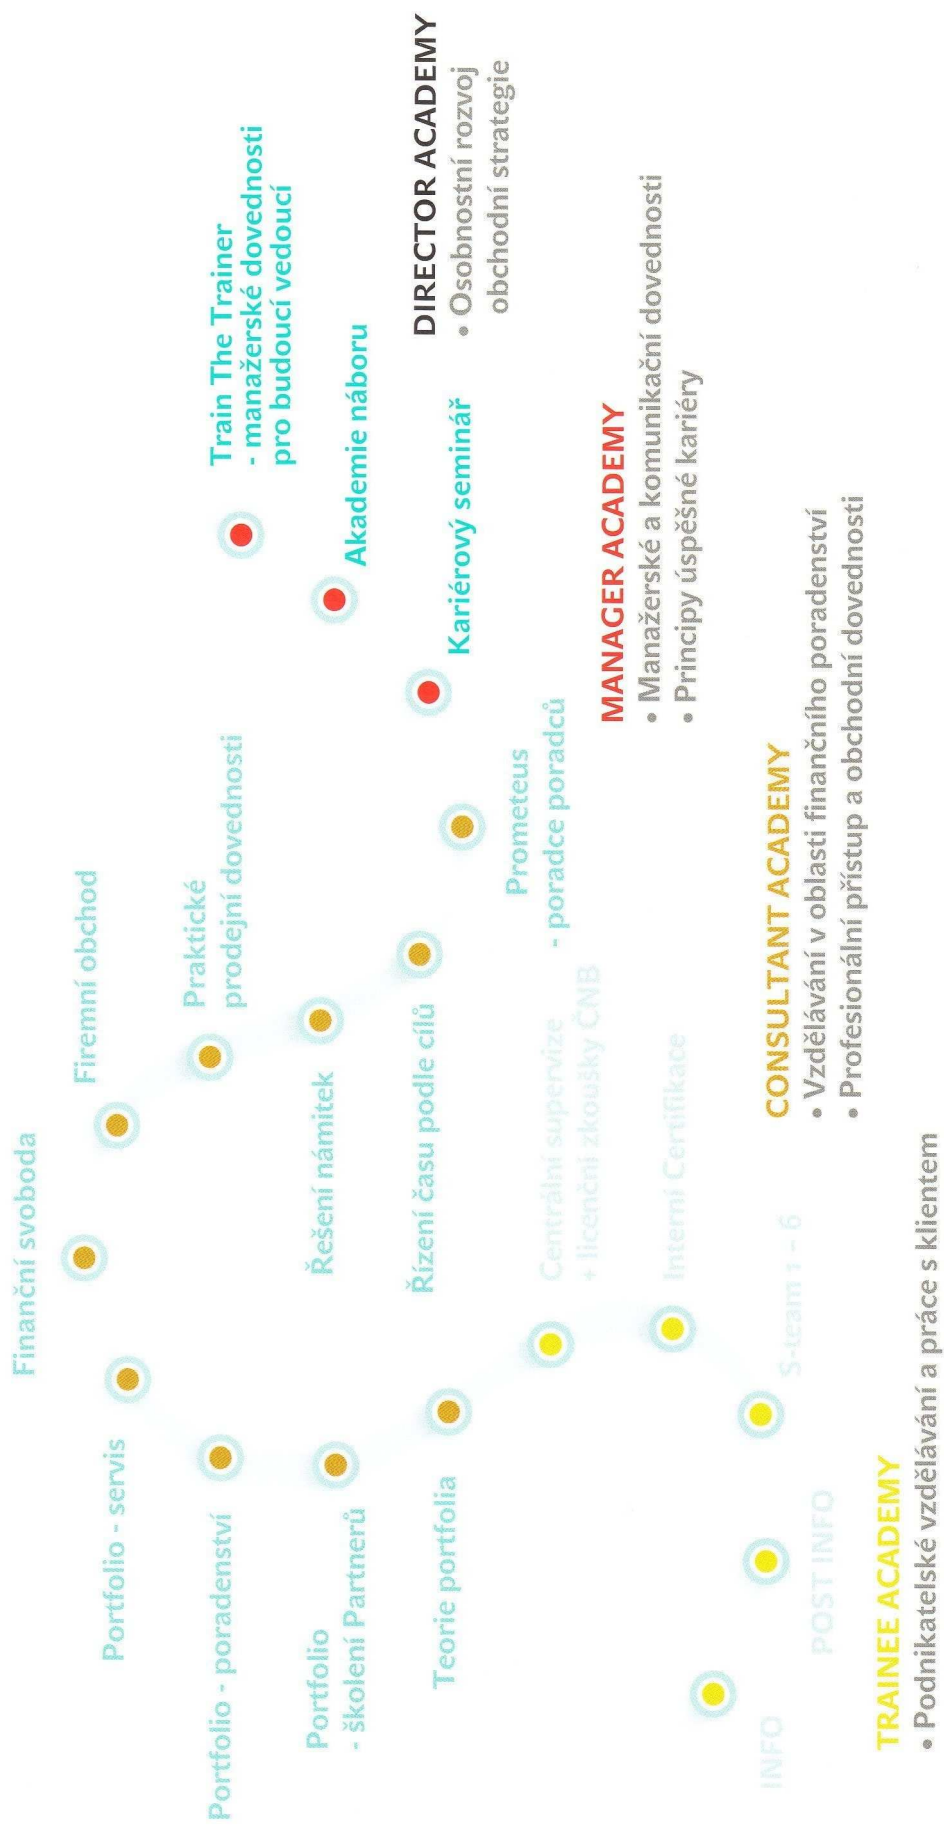 INFO
POST INFO
S-team 1 – 6
Interní Certifikace
Centrální supervize
+ licenční zkoušky ČNB
Teorie portfolia
Portfolio
- školení Partnerů
Portfolio - poradenství
Portfolio - servis
Finanční svoboda
Firemní obchod
Praktické
prodejní dovednosti
Řešení námitek
Řízení času podle cílů
Prometeus
- poradce poradců
Kariérový seminář
Akademie náboru
Train The Trainer
- manažerské dovednosti
pro budoucí vedoucí
TRAINEE ACADEMY
• Podnikatelské vzdělávání a práce s klientem
CONSULTANT ACADEMY
• Vzdělávání v oblasti finančního poradenství
• Profesionální přístup a obchodní dovednosti
MANAGER ACADEMY
• Manažerské a komunikační dovednosti
• Principy úspěšné kariéry
DIRECTOR ACADEMY
• Osobnostní rozvoj
obchodní strategie